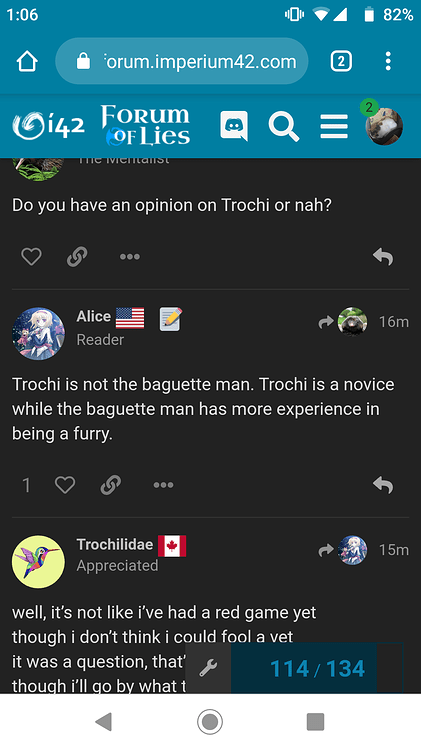 1:06
82%
forum.imperium42.com
2
i42
FORUM
OF LIES
2
The Mentalist
Do you have an opinion on Trochi or nah?
Alice
16m
Reader
Trochi is not the baguette man. Trochi is a novice
while the baguette man has more experience in
being a furry.
1
Trochilidae
15m
Appreciated
well, it's not like i've had a red game yet
though i don't think i could fool a vet
it was a question, that'
though i'll go by what t
114 / 134